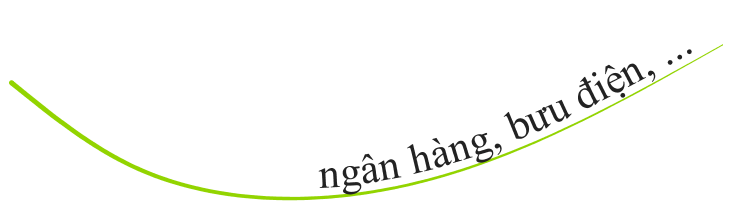 ngân hàng, bưu điện, ...